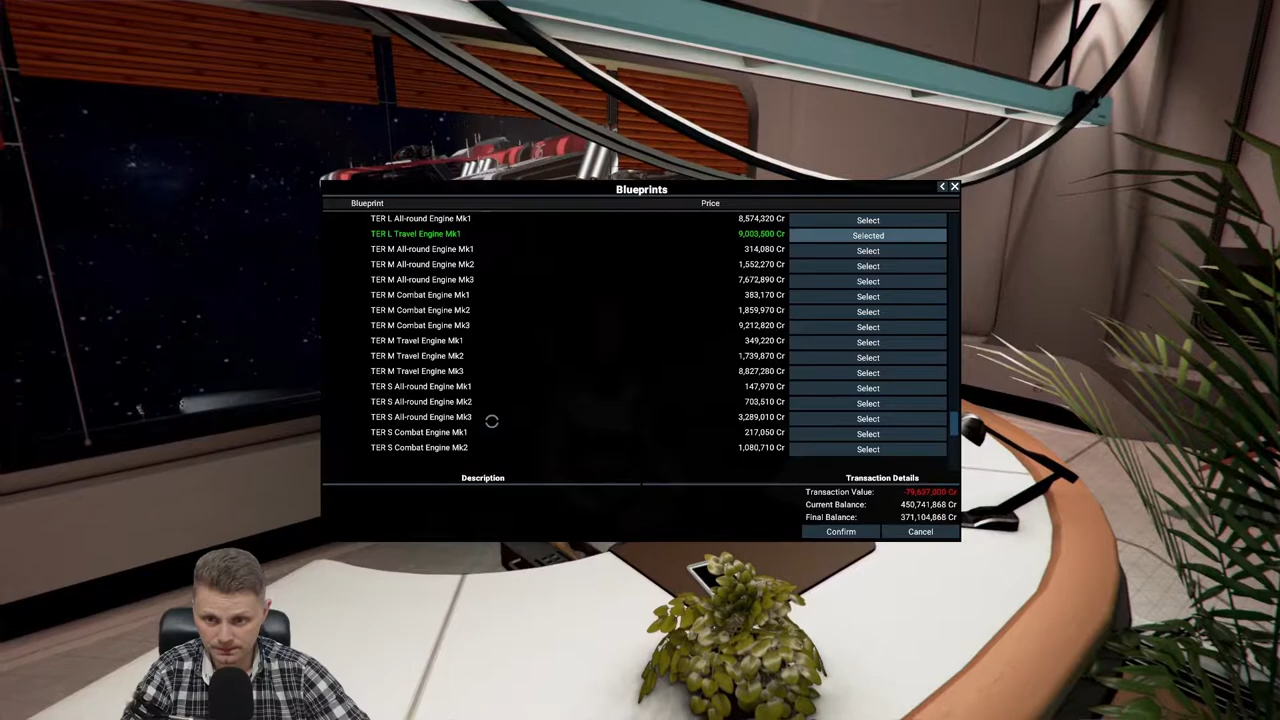 Blueprints
Blueprint Price
TER L All-round Engine Mk1 8,574,320 Cr Select
TER L Travel Engine Mk1 9,003,500 Cr Selected
TER M All-round Engine Mk1 314,080 Cr Select
TER M All-round Engine Mk2 1,552,270 Cr Select
TER M All-round Engine Mk3 7,672,890 Cr Select
TER M Combat Engine Mk1 383,170 Cr Select
TER M Combat Engine Mk2 1,859,970 Cr Select
TER M Combat Engine Mk3 9,212,820 Cr Select
TER M Travel Engine Mk1 349,220 Cr Select
TER M Travel Engine Mk2 1,739,870 Cr Select
TER M Travel Engine Mk3 8,827,280 Cr Select
TER S All-round Engine Mk1 147,970 Cr Select
TER S All-round Engine Mk2 703,510 Cr Select
TER S All-round Engine Mk3 3,289,010 Cr Select
TER S Combat Engine Mk1 217,050 Cr Select
TER S Combat Engine Mk2 1,080,710 Cr Select
Description Transaction Details
Transaction Value: -79,637,000 Cr
Current Balance: 450,741,868 Cr
Final Balance: 371,104,868 Cr
Confirm Cancel